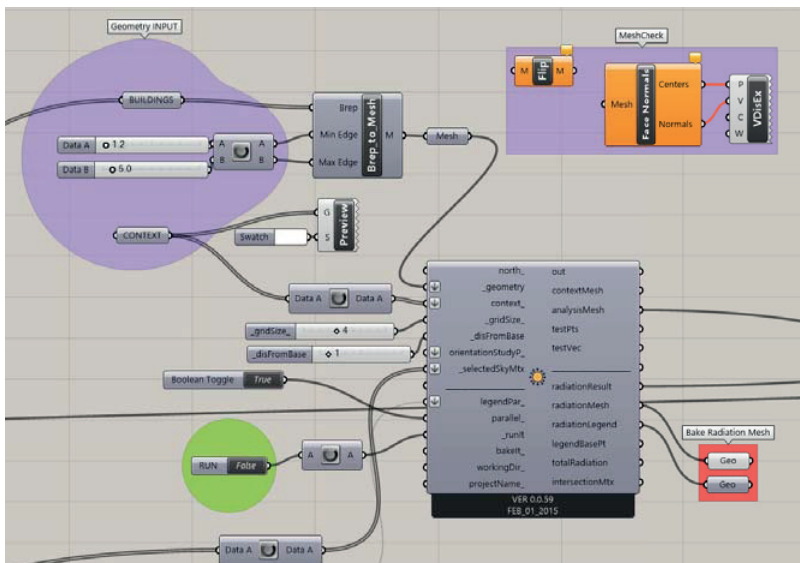 Geometry INPUT
BUILDINGS
Data A 1.2
Data B 5.0
A A
B B
Brep
Min Edge
Max Edge
Brep_to_Mesh
M
Mesh
CONTEXT
G
S
Preview
Swatch
MeshCheck
M Flip M
Mesh
Face Normals
Centers
Normals
P
V
C
W
VDisEx
Data A Data A
_gridSize_ 4
_disFromBase 1
Boolean Toggle True
RUN False
A A
Data A Data A
north_
_geometry
context_
_gridSize_
_disFromBase
orientationStudyP_
_selectedSkyMtx
legendPar_
parallel_
_runIt
bakeIt_
workingDir_
projectName_
out
contextMesh
analysisMesh
testPts
testVec
radiationResult
radiationMesh
radiationLegend
legendBasePt
totalRadiation
intersectionMtx
VER 0.0.59
FEB_01_2015
Bake Radiation Mesh
Geo
Geo